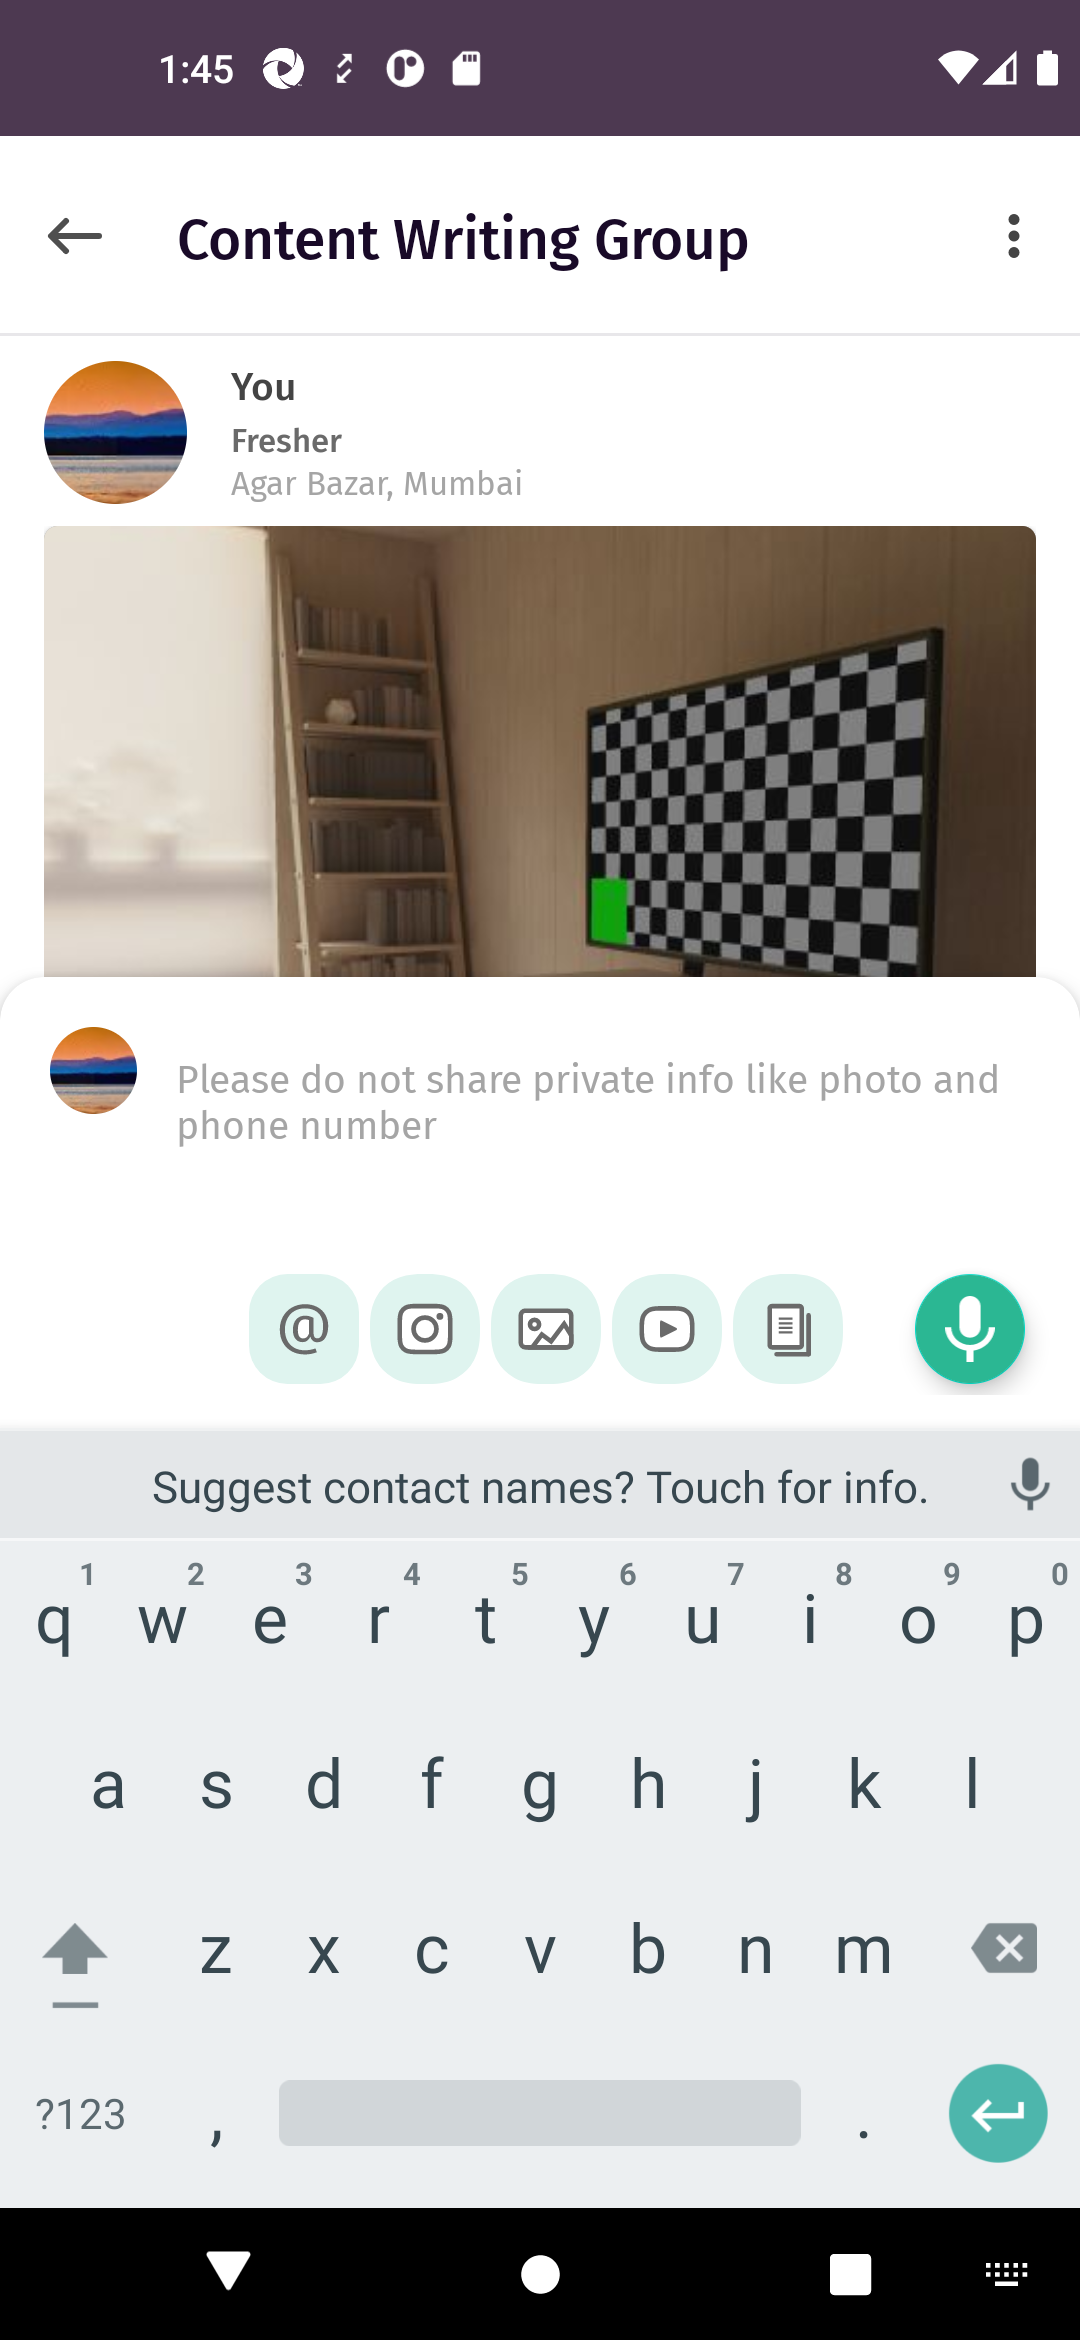 1:45
Content Writing Group
You
Fresher
Agar Bazar, Mumbai
Please do not share private info like photo and
phone number
@
Suggest contact names? Touch for info.
1 2 3 4 5 6 7 8 9 0
q w e r t y u i o p
a s d f g h j k l
z x c v b n m
?123 , .